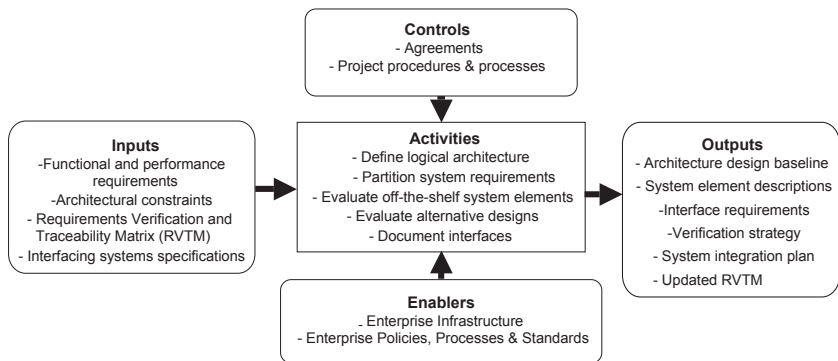 Controls
- Agreements
- Project procedures & processes
Inputs
-Functional and performance
requirements
-Architectural constraints
- Requirements Verification and
Traceability Matrix (RVTM)
- Interfacing systems specifications
Activities
- Define logical architecture
- Partition system requirements
- Evaluate off-the-shelf system elements
- Evaluate alternative designs
- Document interfaces
Outputs
- Architecture design baseline
- System element descriptions
-Interface requirements
-Verification strategy
- System integration plan
- Updated RVTM
Enablers
- Enterprise Infrastructure
- Enterprise Policies, Processes & Standards